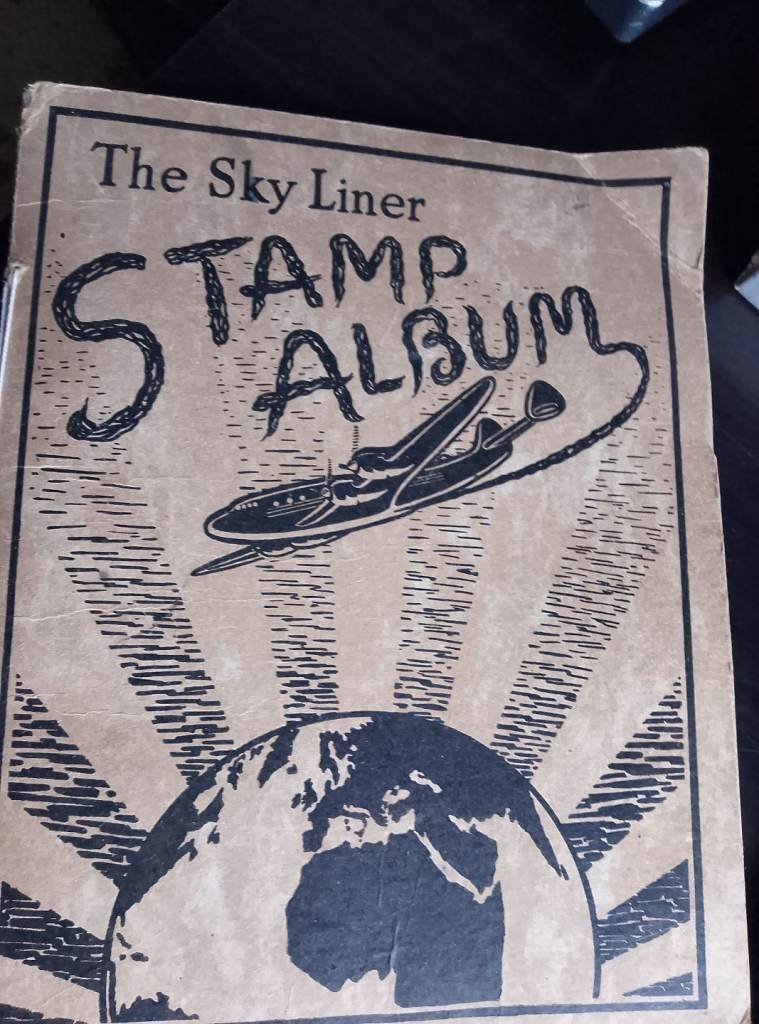 The Sky Liner
STAMP
ALBUM